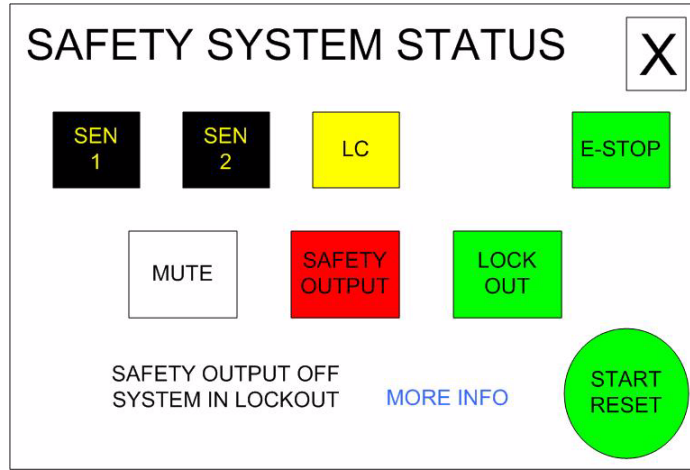 SAFETY SYSTEM STATUS
X
SEN
1
SEN
2
LC
E-STOP
MUTE
SAFETY
OUTPUT
LOCK
OUT
SAFETY OUTPUT OFF
SYSTEM IN LOCKOUT
MORE INFO
START
RESET